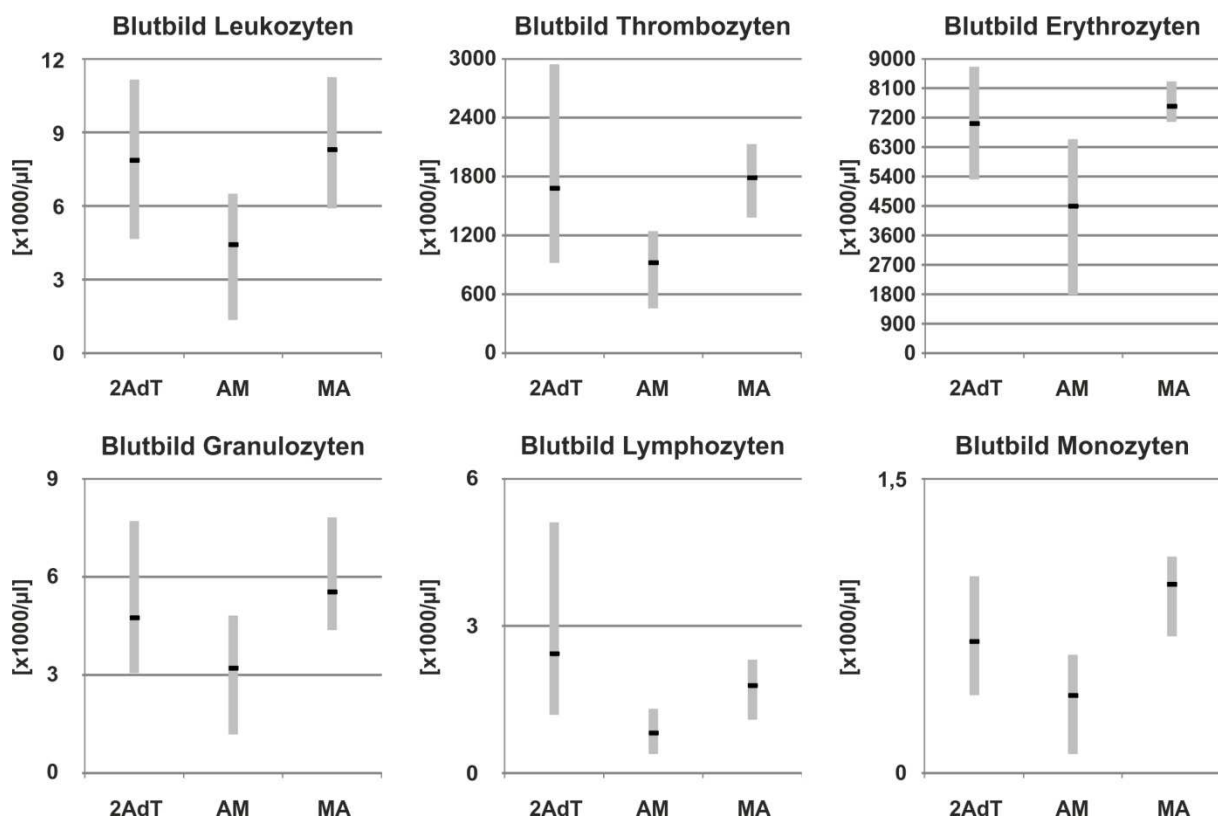 Blutbild Leukozyten
12
9
6
3
0
[x1000/µl]
2AdT AM MA
Blutbild Thrombozyten
3000
2400
1800
1200
600
0
[x1000/µl]
2AdT AM MA
Blutbild Erythrozyten
9000
8100
7200
6300
5400
4500
3600
2700
1800
900
0
[x1000/µl]
2AdT AM MA
Blutbild Granulozyten
9
6
3
0
[x1000/µl]
2AdT AM MA
Blutbild Lymphozyten
6
3
0
[x1000/µl]
2AdT AM MA
Blutbild Monozyten
1,5
0
[x1000/µl]
2AdT AM MA